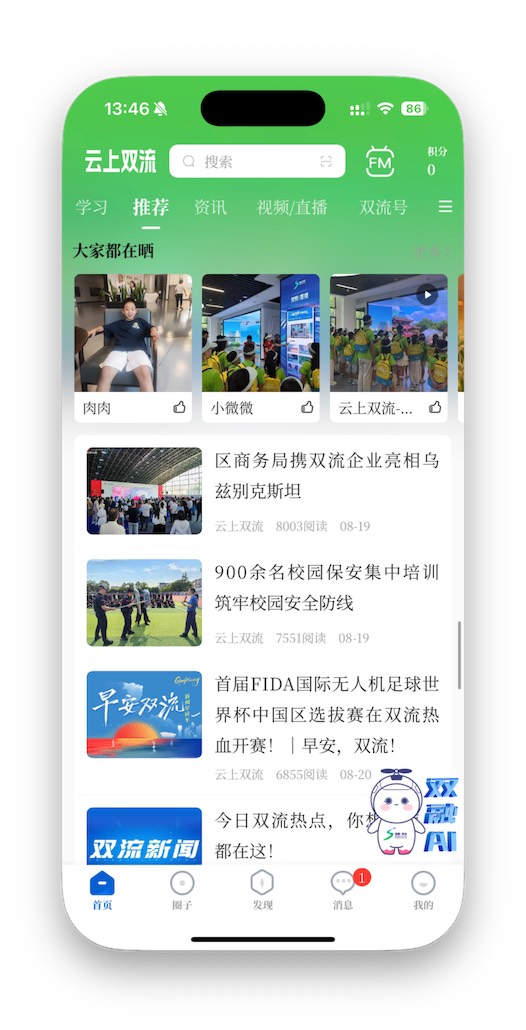 13:46
86
云上双流
搜索
FM
积分
0
学习
推荐
资讯
视频/直播
双流号
大家都在晒
更多
肉肉
小微微
云上双流-...
区商务局携双流企业亮相乌
兹别克斯坦
云上双流 8003阅读 08-19
900余名校园保安集中培训
筑牢校园安全防线
云上双流 7551阅读 08-19
早安双流
首届FIDA国际无人机足球世
界杯中国区选拔赛在双流热
血开赛！｜早安，双流！
云上双流 6855阅读 08-20
双流新闻
今日双流热点，你想
都在这！
双
融
AI
首页
圈子
发现
消息
1
我的